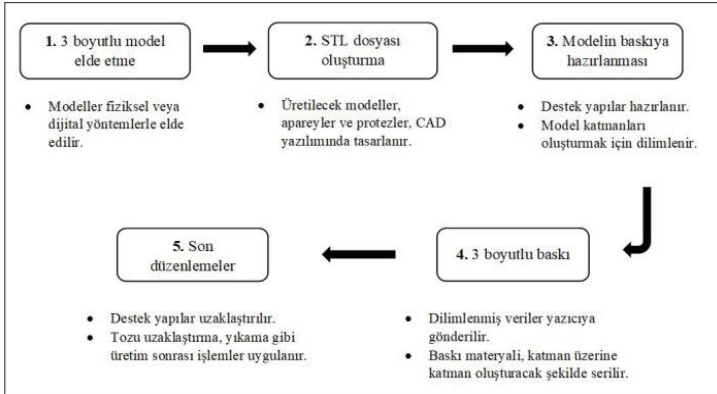 1. 3 boyutlu model
elde etme
2. STL dosyası
oluşturma
3. Modelin baskıya
hazırlanması
• Modeller fiziksel veya
dijital yöntemlerle elde
edilir.
• Üretilecek modeller,
apareyler ve protezler, CAD
yazılımında tasarlanır.
• Destek yapılar hazırlanır.
• Model katmanları
oluşturmak için dilimlenir.
4. 3 boyutlu baskı
• Dilimlenmiş veriler yazıcıya
gönderilir.
• Baskı materyali, katman üzerine
katman oluşturacak şekilde serilir.
5. Son
düzenlemeler
• Destek yapılar uzaklaştırılır.
• Tozu uzaklaştırma, yıkama gibi
üretim sonrası işlemler uygulanır.